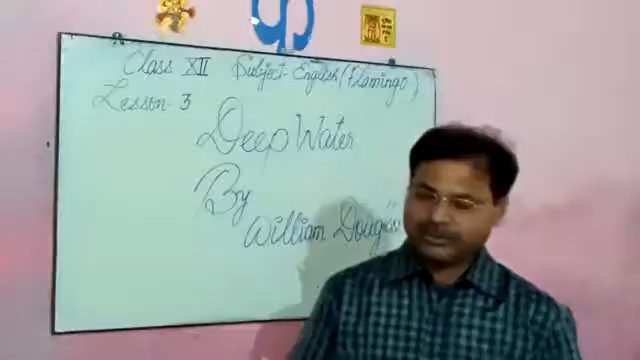 Class XII Subject- English (Flamingo)
Lesson- 3
Deep Water
By
William Douglas